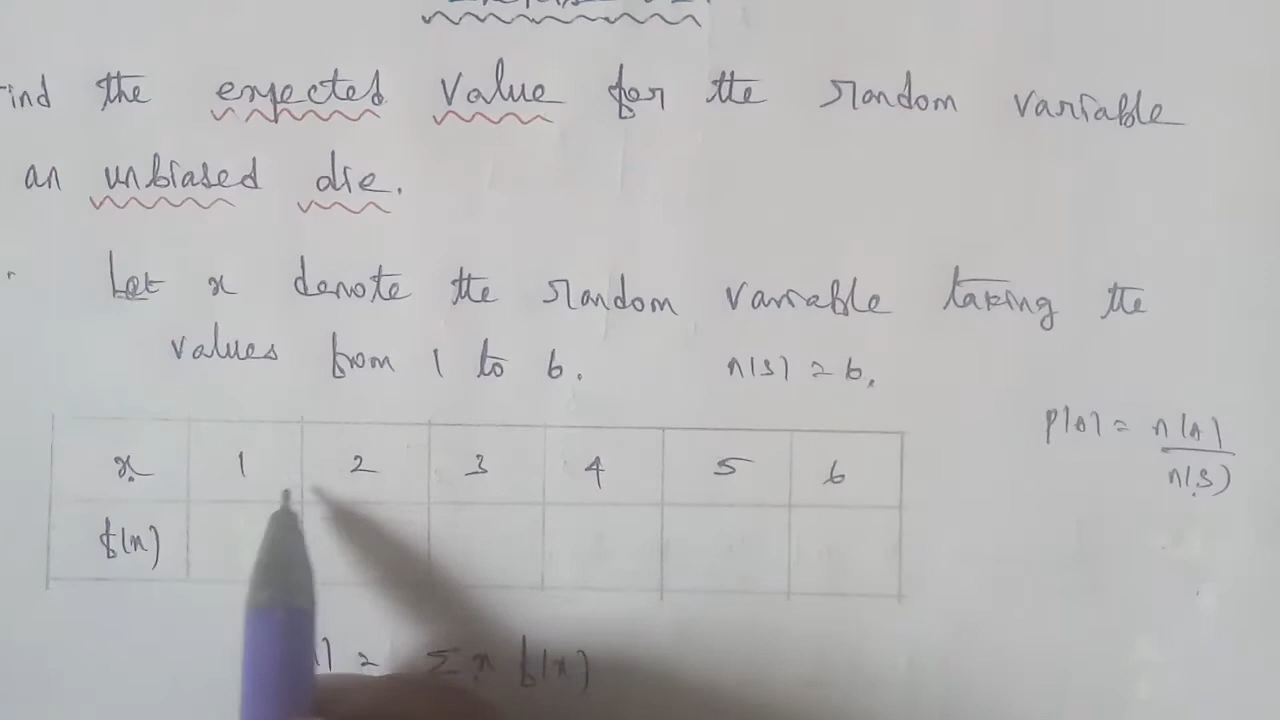 ind the expected value for the random variable
an unbiased die.
Let x denote the random variable taking the
values from 1 to 6. n(S) = 6.
P(A) = n(A) / n(S)
x 1 2 3 4 5 6
f(x)
) = Σ x f(x)